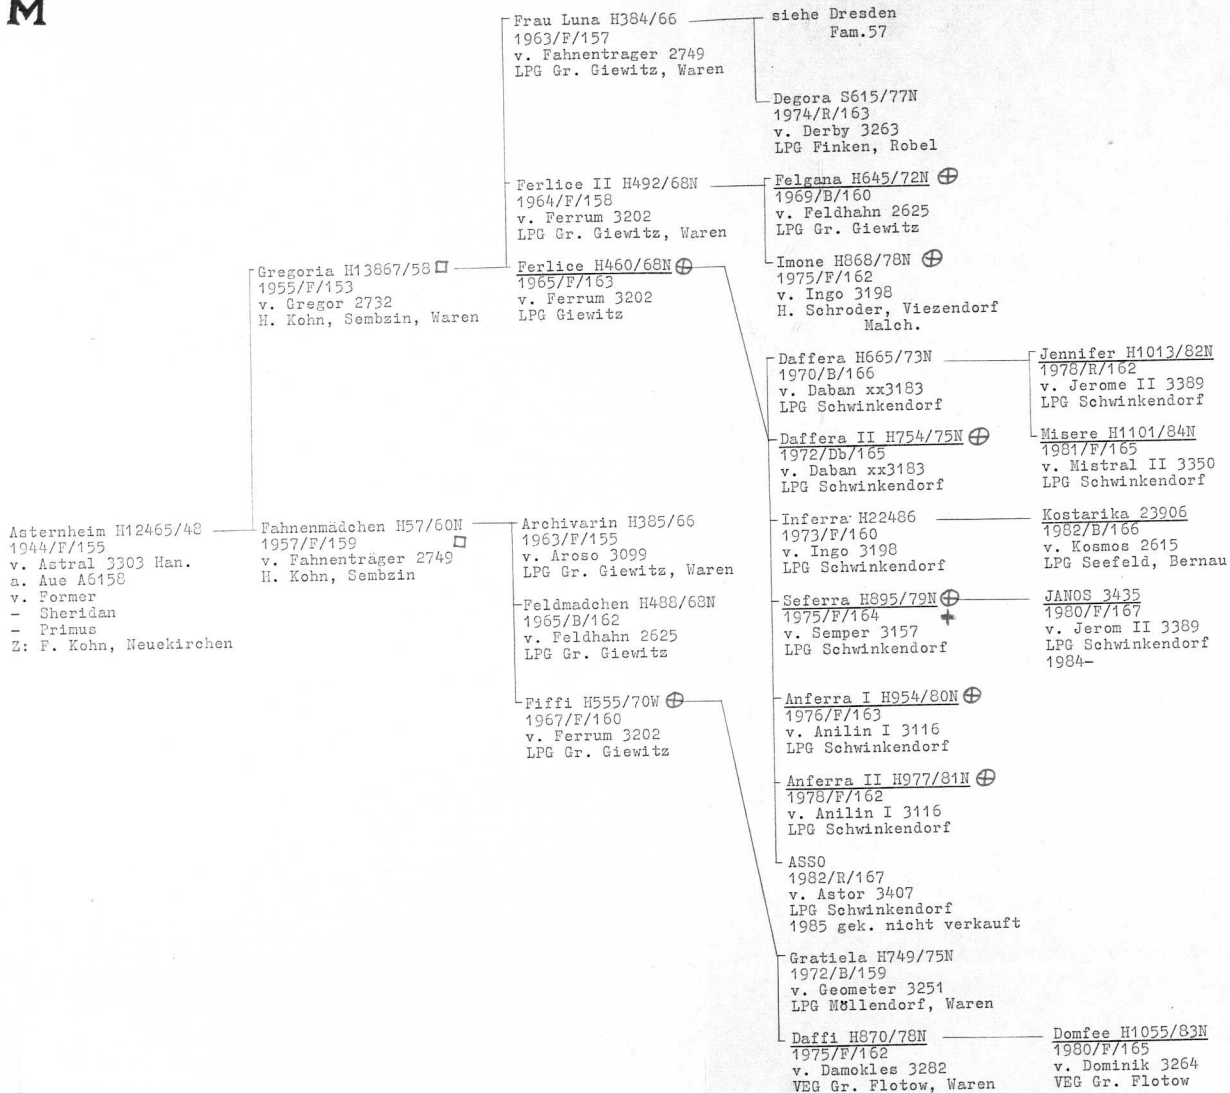 M
Asternheim H12465/48
1944/F/155
v. Astral 3303 Han.
a. Aue A6158
v. Former
– Sheridan
– Primus
Z: F. Kohn, Neuekirchen
Gregoria H13867/58
1955/F/153
v. Gregor 2732
H. Kohn, Sembzin, Waren
Fahnenmädchen H57/60N
1957/F/159
v. Fahnenträger 2749
H. Kohn, Sembzin
Frau Luna H384/66
1963/F/157
v. Fahnentrager 2749
LPG Gr. Giewitz, Waren
Ferlice II H492/68N
1964/F/158
v. Ferrum 3202
LPG Gr. Giewitz, Waren
Ferlice H460/68N
1965/F/163
v. Ferrum 3202
LPG Giewitz
Archivarin H385/66
1963/F/155
v. Aroso 3099
LPG Gr. Giewitz, Waren
Feldmadchen H488/68N
1965/B/162
v. Feldhahn 2625
LPG Gr. Giewitz
Fiffi H555/70W
1967/F/160
v. Ferrum 3202
LPG Gr. Giewitz
siehe Dresden
Fam.57
Degora S615/77N
1974/R/163
v. Derby 3263
LPG Finken, Robel
Felgana H645/72N
1969/B/160
v. Feldhahn 2625
LPG Gr. Giewitz
Imone H868/78N
1975/F/162
v. Ingo 3198
H. Schroder, Viezendorf
Malch.
Daffera H665/73N
1970/B/166
v. Daban xx3183
LPG Schwinkendorf
Daffera II H754/75N
1972/Db/165
v. Daban xx3183
LPG Schwinkendorf
Inferra H22486
1973/F/160
v. Ingo 3198
LPG Schwinkendorf
Seferra H895/79N
1975/F/164
v. Semper 3157
LPG Schwinkendorf
Anferra I H954/80N
1976/F/163
v. Anilin I 3116
LPG Schwinkendorf
Anferra II H977/81N
1978/F/162
v. Anilin I 3116
LPG Schwinkendorf
ASSO
1982/R/167
v. Astor 3407
LPG Schwinkendorf
1985 gek. nicht verkauft
Gratiela H749/75N
1972/B/159
v. Geometer 3251
LPG Möllendorf, Waren
Daffi H870/78N
1975/F/162
v. Damokles 3282
VEG Gr. Flotow, Waren
Jennifer H1013/82N
1978/R/162
v. Jerome II 3389
LPG Schwinkendorf
Misere H1101/84N
1981/F/165
v. Mistral II 3350
LPG Schwinkendorf
Kostarika 23906
1982/B/166
v. Kosmos 2615
LPG Seefeld, Bernau
JANOS 3435
1980/F/167
v. Jerom II 3389
LPG Schwinkendorf
1984–
Domfee H1055/83N
1980/F/165
v. Dominik 3264
VEG Gr. Flotow